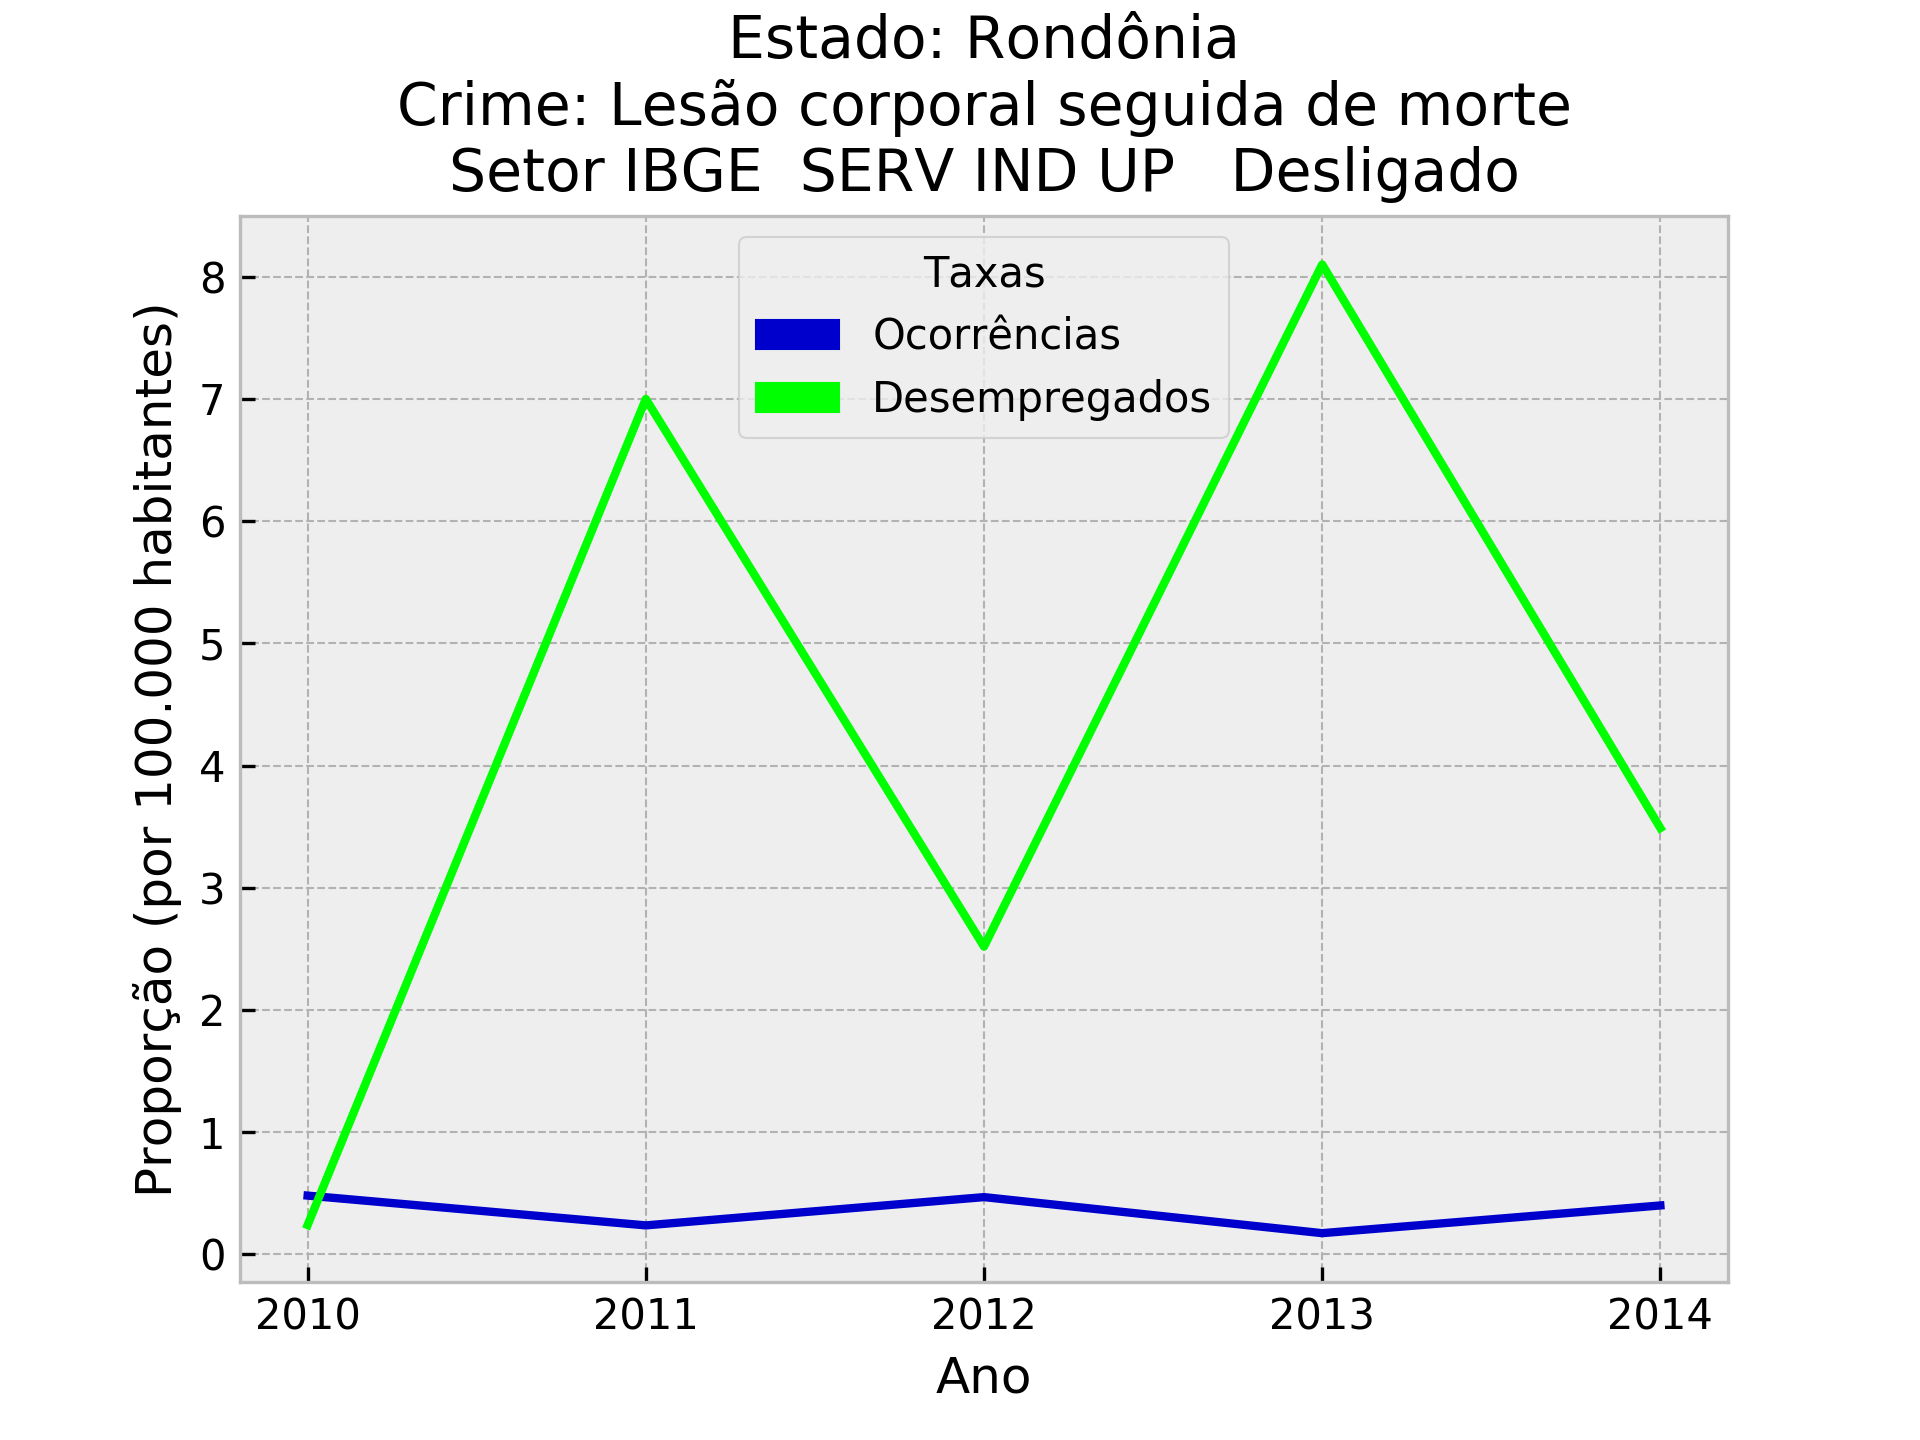 Estado: Rondônia
Crime: Lesão corporal seguida de morte
Setor IBGE  SERV IND UP   Desligado
Taxas
Ocorrências
Desempregados
Proporção (por 100.000 habitantes)
8
7
6
5
4
3
2
1
0
2010 2011 2012 2013 2014
Ano